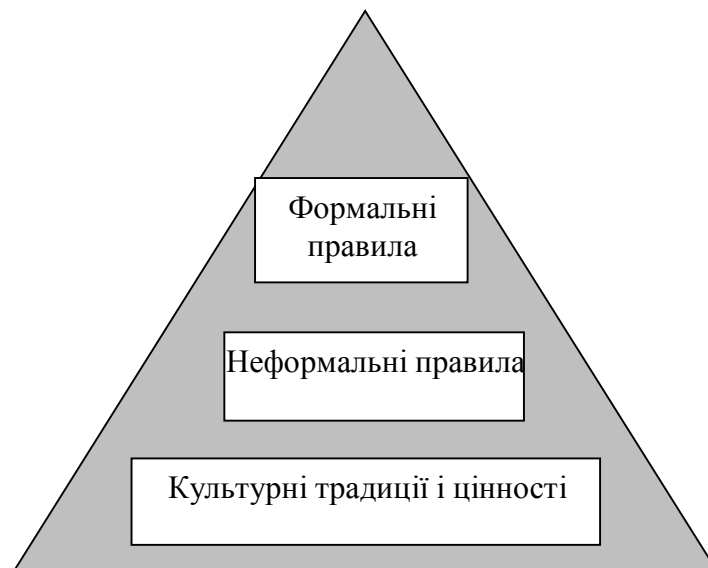 Формальні
правила
Неформальні правила
Культурні традиції і цінності